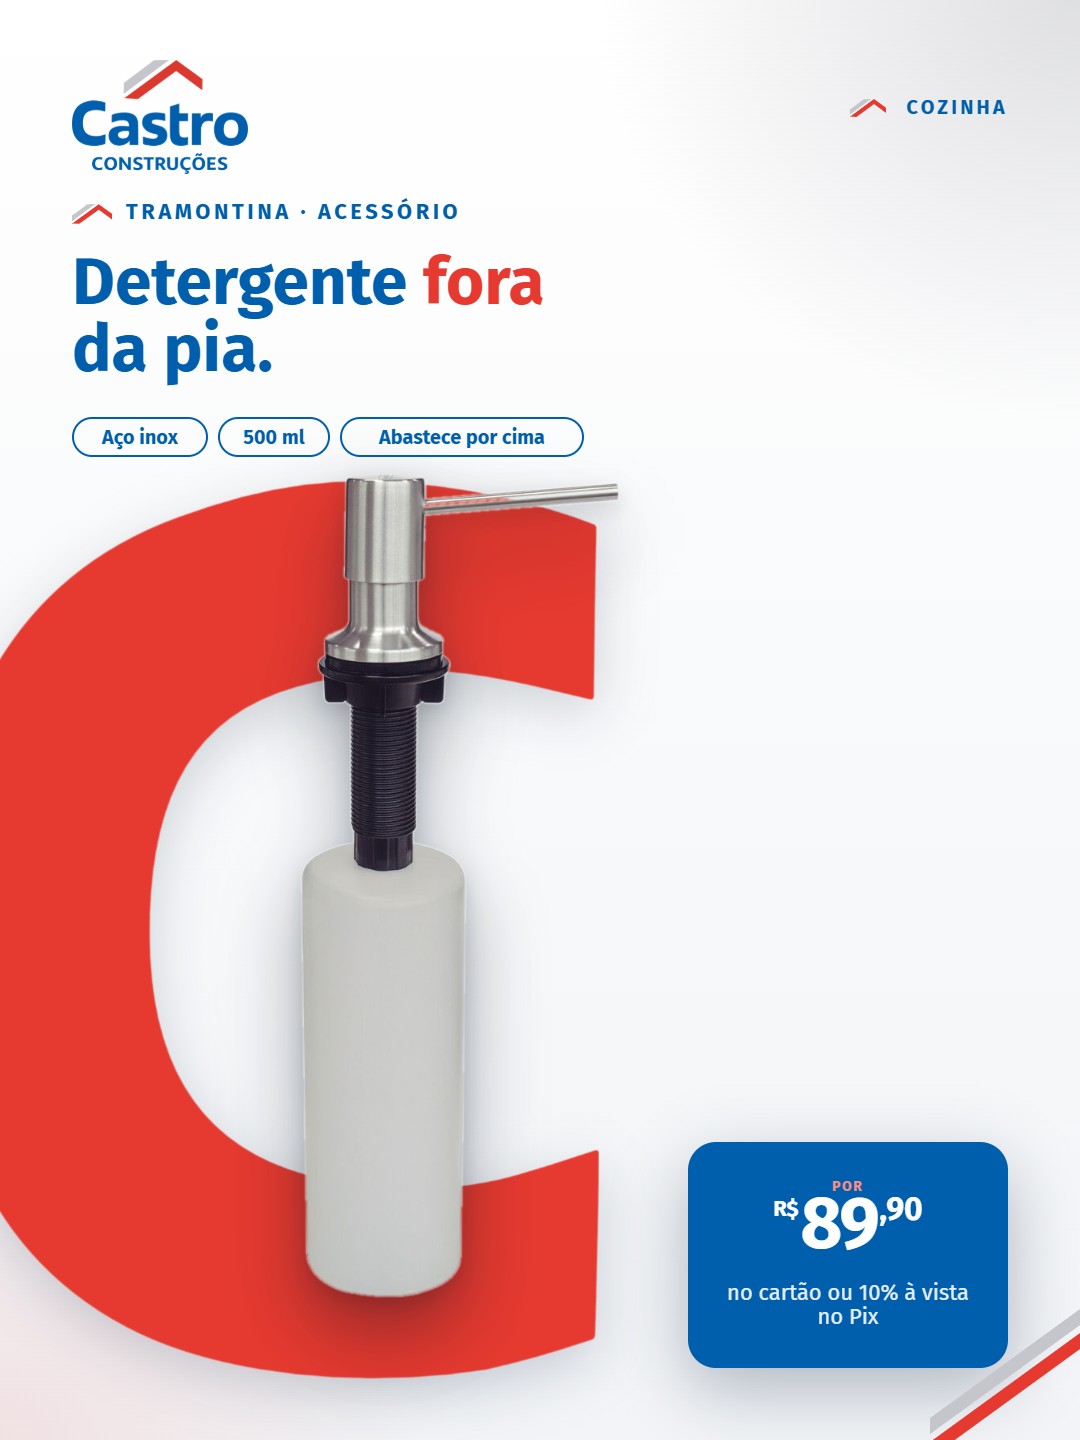 Castro
CONSTRUÇÕES
COZINHA
TRAMONTINA · ACESSÓRIO
Detergente fora
da pia.
Aço inox
500 ml
Abastece por cima
POR
R$ 89,90
no cartão ou 10% à vista
no Pix